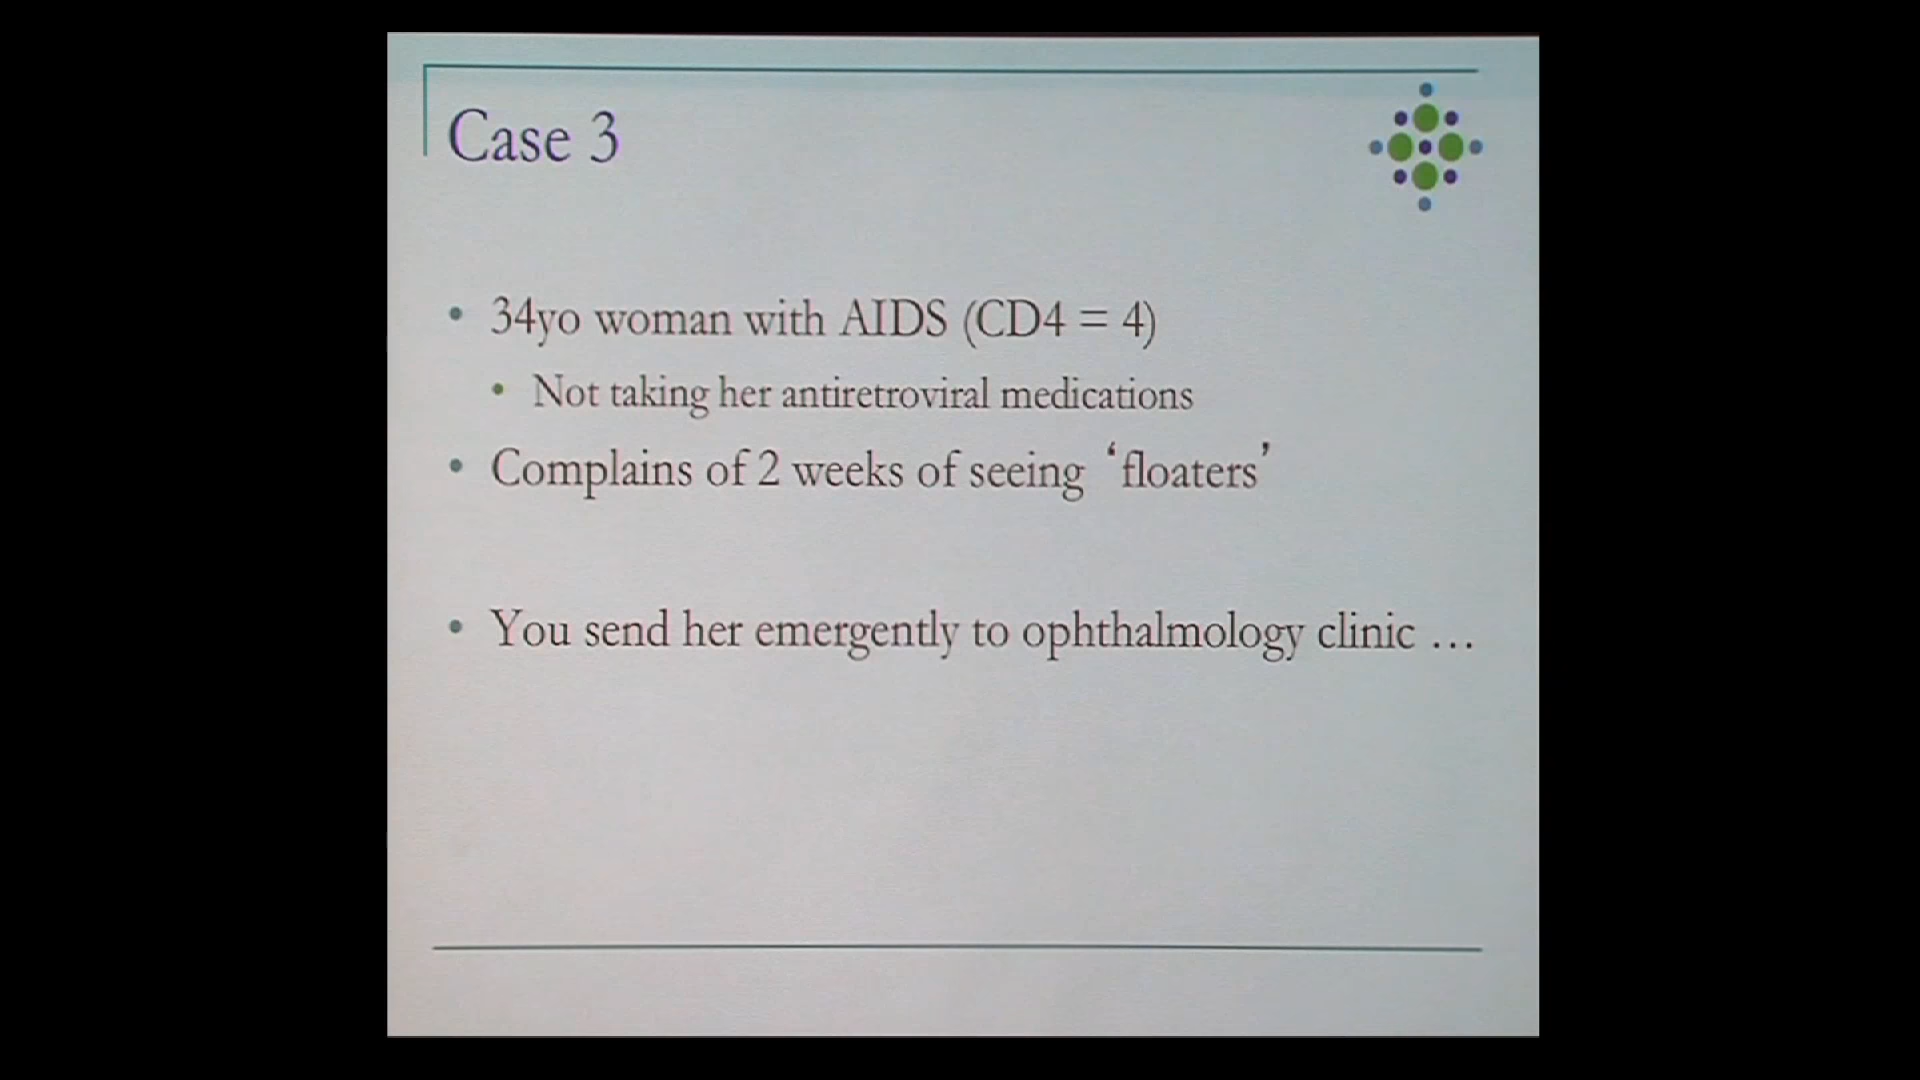 Case 3
• 34yo woman with AIDS (CD4 = 4)
• Not taking her antiretroviral medications
• Complains of 2 weeks of seeing ‘floaters’
• You send her emergently to ophthalmology clinic …